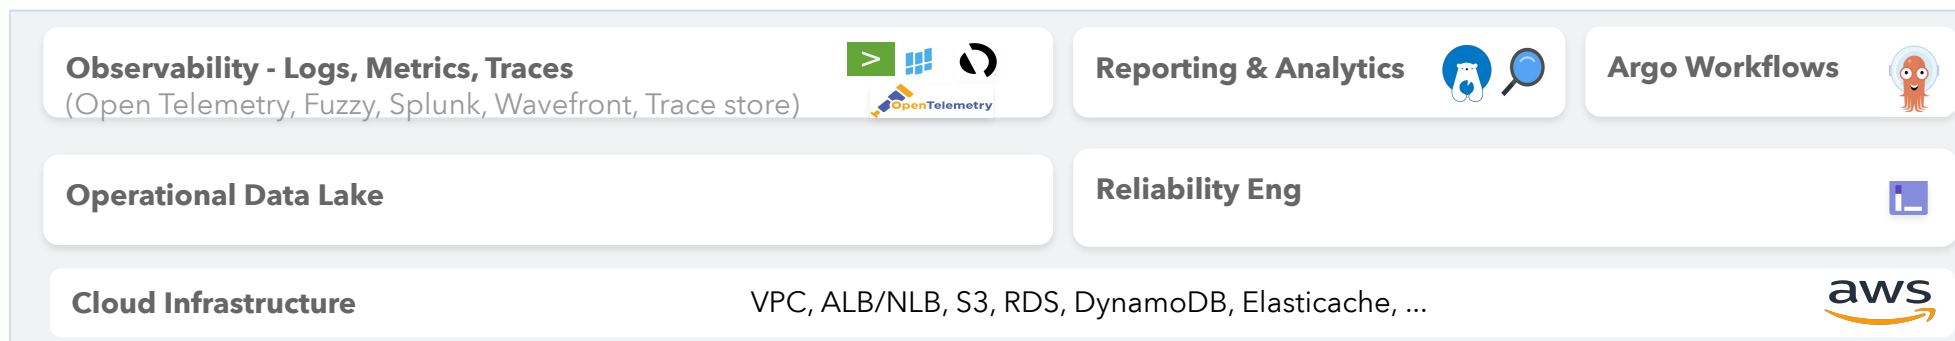 Observability - Logs, Metrics, Traces
(Open Telemetry, Fuzzy, Splunk, Wavefront, Trace store)
>
OpenTelemetry
Reporting & Analytics
Argo Workflows
Operational Data Lake
Reliability Eng
i_
Cloud Infrastructure
VPC, ALB/NLB, S3, RDS, DynamoDB, Elasticache, ...
aws